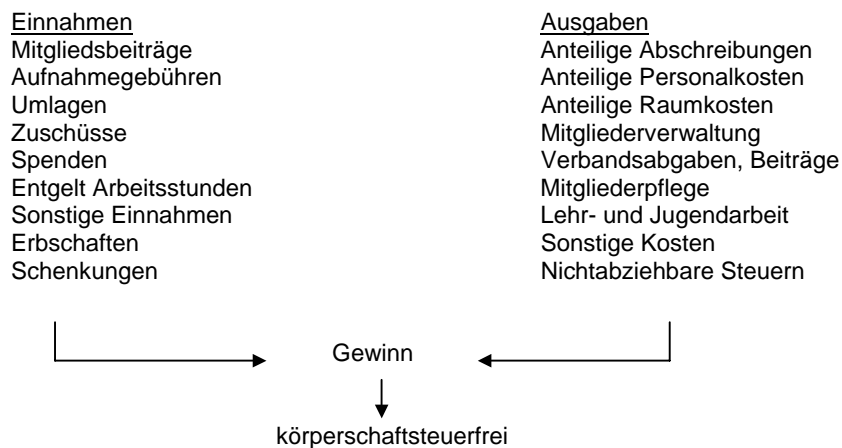 Einnahmen
Mitgliedsbeiträge
Aufnahmegebühren
Umlagen
Zuschüsse
Spenden
Entgelt Arbeitsstunden
Sonstige Einnahmen
Erbschaften
Schenkungen
Ausgaben
Anteilige Abschreibungen
Anteilige Personalkosten
Anteilige Raumkosten
Mitgliederverwaltung
Verbandsabgaben, Beiträge
Mitgliederpflege
Lehr- und Jugendarbeit
Sonstige Kosten
Nichtabziehbare Steuern
Gewinn
körperschaftsteuerfrei